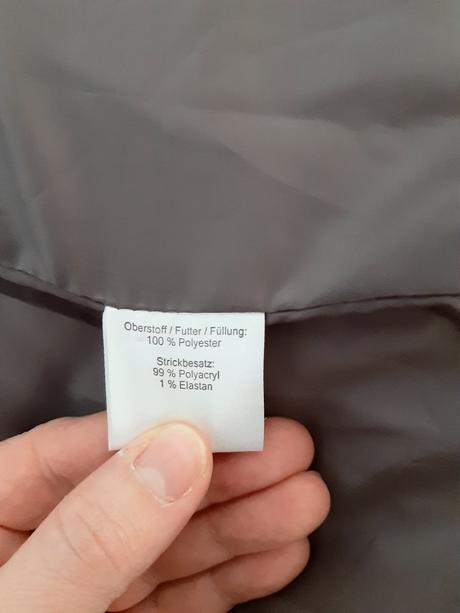 Oberstoff / Futter / Füllung:
100 % Polyester
Strickbesatz:
99 % Polyacryl
1 % Elastan